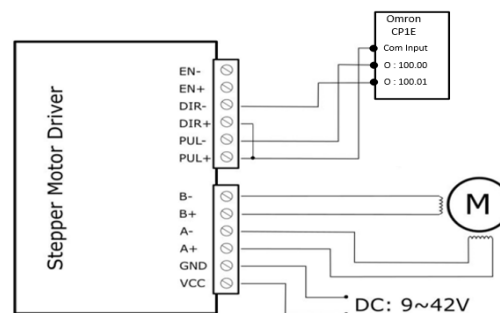 Omron
CP1E
Com Input
O : 100.00
O : 100.01
Stepper Motor Driver
EN-
EN+
DIR-
DIR+
PUL-
PUL+
B-
B+
A-
A+
GND
VCC
M
DC: 9~42V